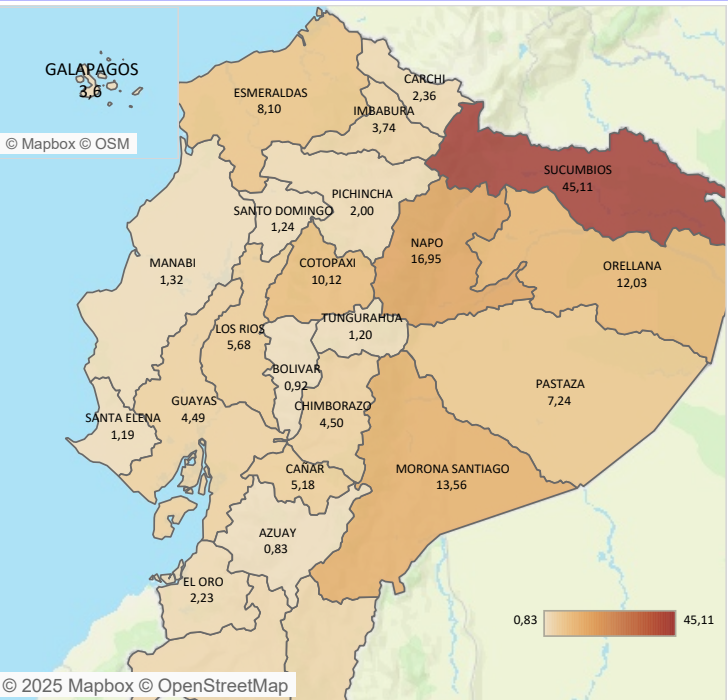 GALAPAGOS
3,6
© Mapbox © OSM
ESMERALDAS
8,10
CARCHI
2,36
IMBABURA
3,74
SUCUMBIOS
45,11
PICHINCHA
2,00
SANTO DOMINGO
1,24
NAPO
16,95
MANABI
1,32
COTOPAXI
10,12
ORELLANA
12,03
TUNGURAHUA
1,20
LOS RIOS
5,68
BOLIVAR
0,92
PASTAZA
7,24
GUAYAS
4,49
CHIMBORAZO
4,50
SANTA ELENA
1,19
CAÑAR
5,18
MORONA SANTIAGO
13,56
AZUAY
0,83
EL ORO
2,23
0,83
45,11
© 2025 Mapbox © OpenStreetMap